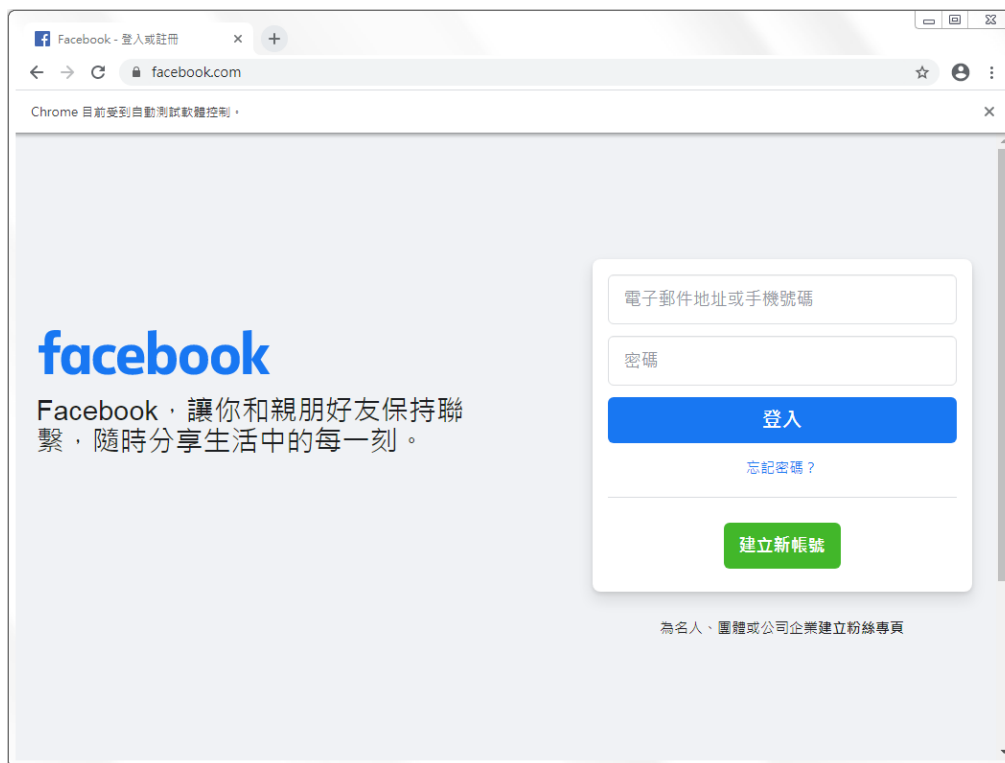 Facebook - 登入或註冊
facebook.com
Chrome 目前受到自動測試軟體控制。
facebook
Facebook，讓你和親朋好友保持聯
繫，隨時分享生活中的每一刻。
電子郵件地址或手機號碼
密碼
登入
忘記密碼？
建立新帳號
為名人、團體或公司企業建立粉絲專頁